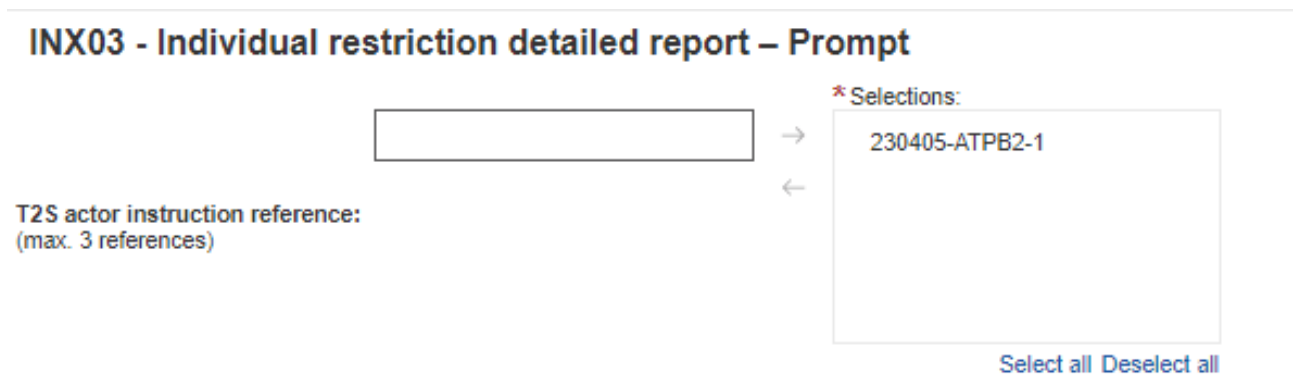 INX03 - Individual restriction detailed report – Prompt
* Selections:
230405-ATPB2-1
T2S actor instruction reference:
(max. 3 references)
Select all Deselect all